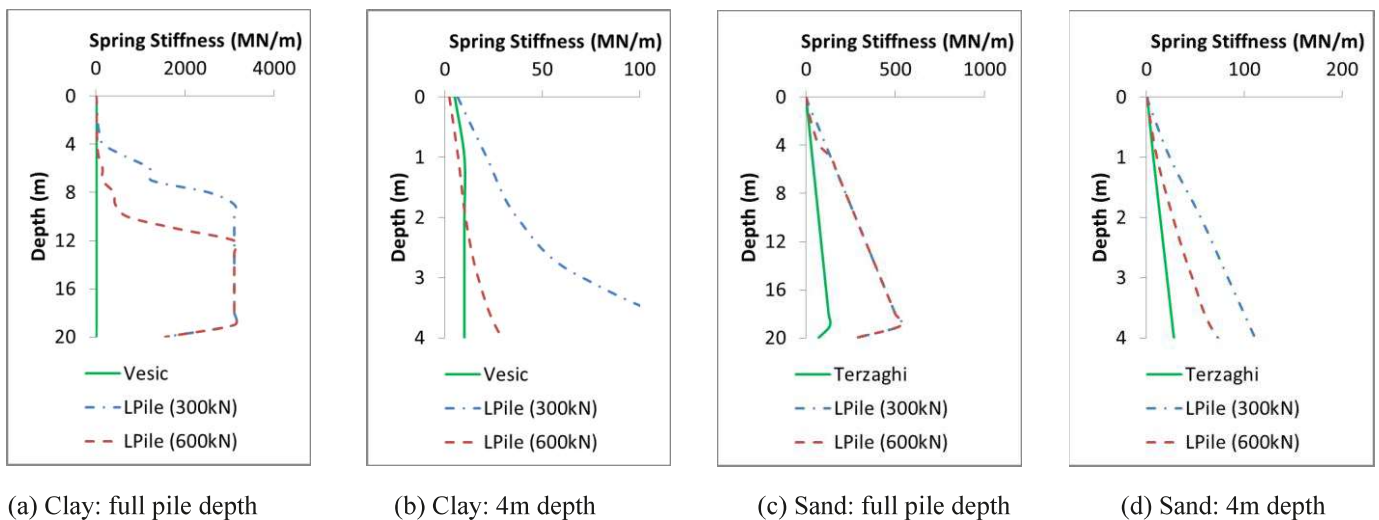 Spring Stiffness (MN/m)
0 2000 4000
0
4
8
12
16
20
Depth (m)
Vesic
LPile (300kN)
LPile (600kN)
(a) Clay: full pile depth
Spring Stiffness (MN/m)
0 50 100
0
1
2
3
4
Depth (m)
Vesic
LPile (300kN)
LPile (600kN)
(b) Clay: 4m depth
Spring Stiffness (MN/m)
0 500 1000
0
4
8
12
16
20
Depth (m)
Terzaghi
LPile (300kN)
LPile (600kN)
(c) Sand: full pile depth
Spring Stiffness (MN/m)
0 100 200
0
1
2
3
4
Depth (m)
Terzaghi
LPile (300kN)
LPile (600kN)
(d) Sand: 4m depth